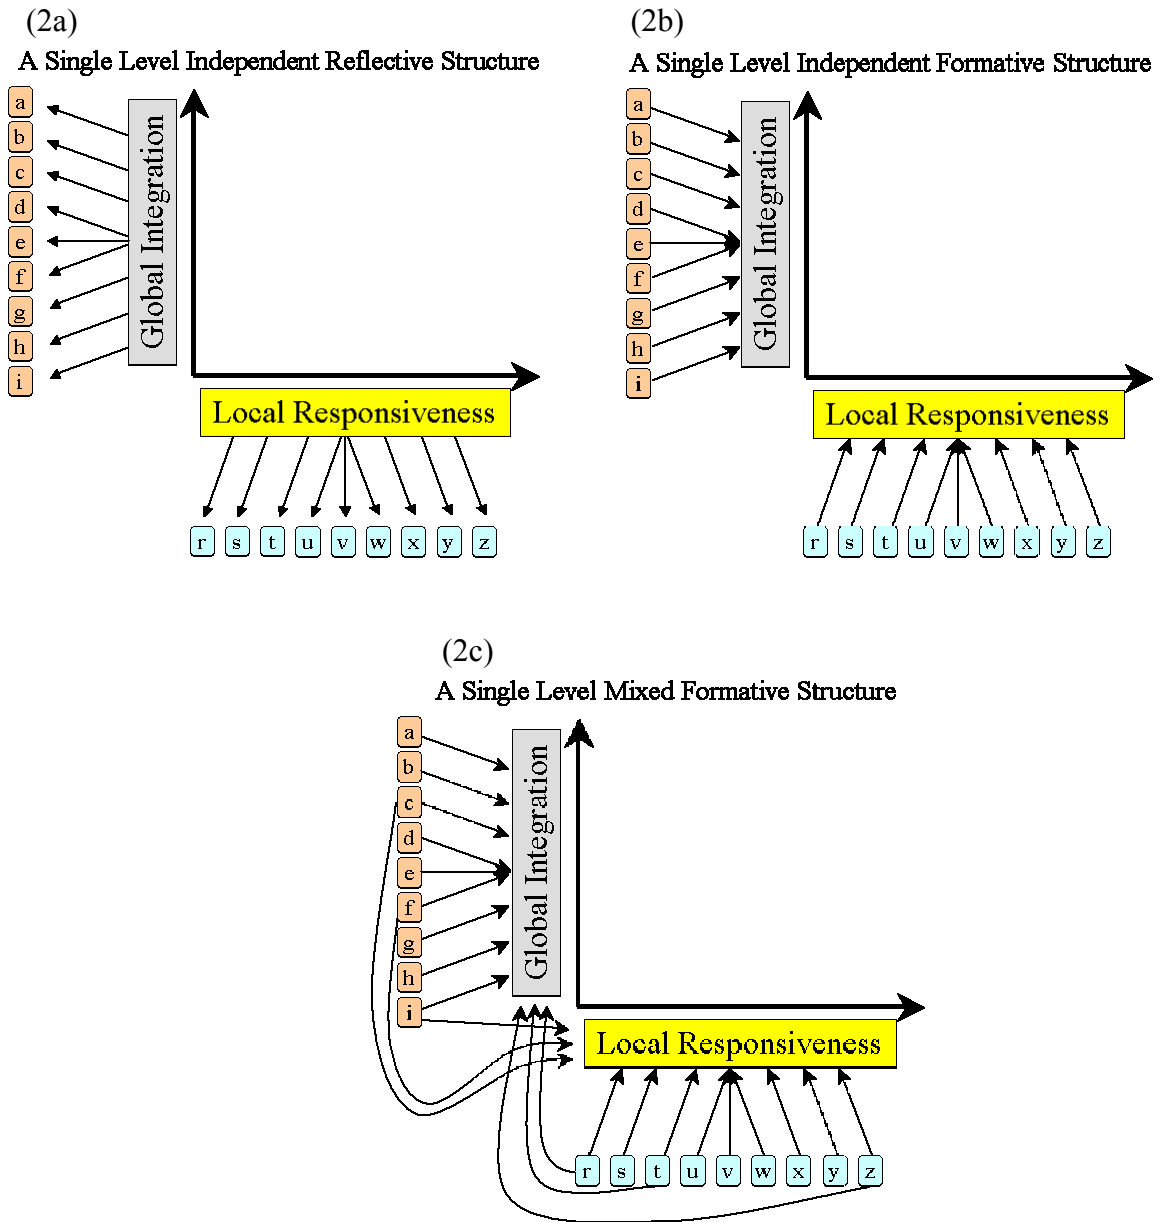 (2a)
A Single Level Independent Reflective Structure
a
b
c
d
e
f
g
h
i
Global Integration
Local Responsiveness
r s t u v w x y z
(2b)
A Single Level Independent Formative Structure
a
b
c
d
e
f
g
h
i
Global Integration
Local Responsiveness
r s t u v w x y z
(2c)
A Single Level Mixed Formative Structure
a
b
c
d
e
f
g
h
i
Global Integration
Local Responsiveness
r s t u v w x y z